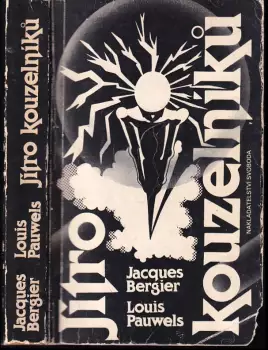 Jacques
Bergier
Louis
Pauwels
Jitro kouzelníků
jitro
kouzelníků
Jacques
Bergier
Louis
Pauwels
NAKLADATELSTVÍ SVOBODA